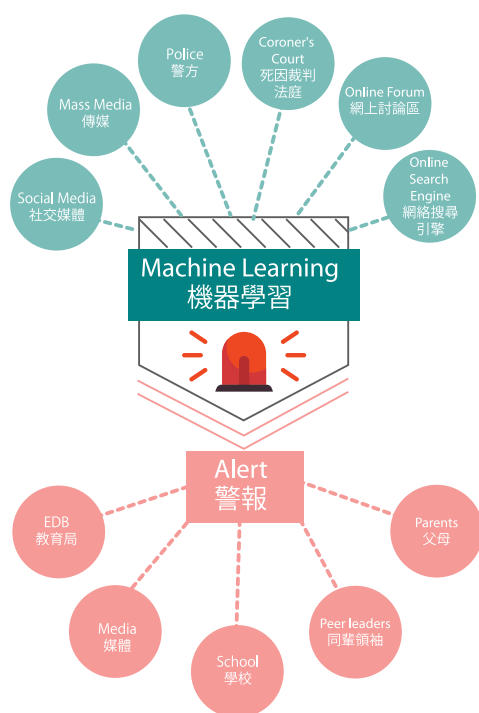 Coroner's
Court
死因裁判
法庭
Police
警方
Mass Media
傳媒
Online Forum
網上討論區
Social Media
社交媒體
Online
Search
Engine
網絡搜尋
引擎
Machine Learning
機器學習
Alert
警報
EDB
教育局
Parents
父母
Media
媒體
Peer leaders
同輩領袖
School
學校